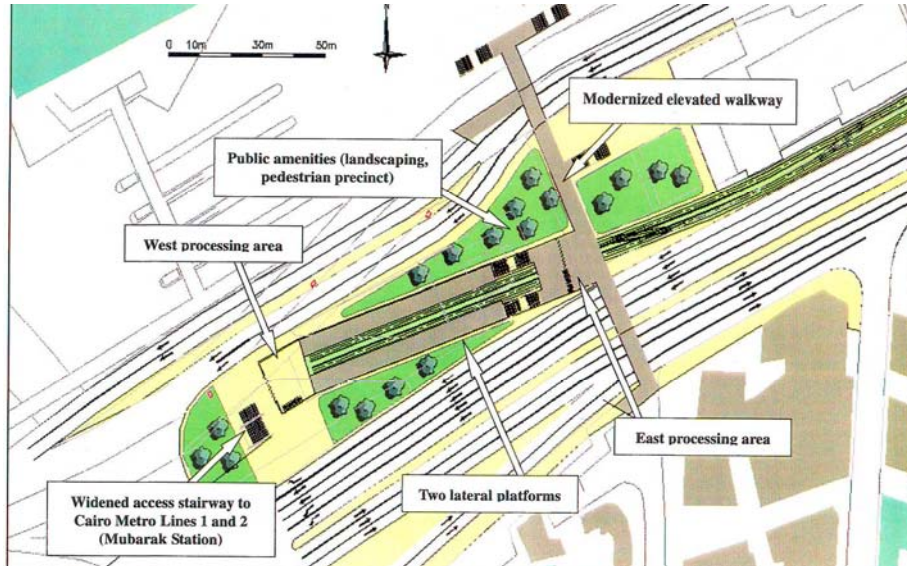 N
0 10m 30m 50m
Modernized elevated walkway
Public amenities (landscaping,
pedestrian precinct)
West processing area
East processing area
Two lateral platforms
Widened access stairway to
Cairo Metro Lines 1 and 2
(Mubarak Station)